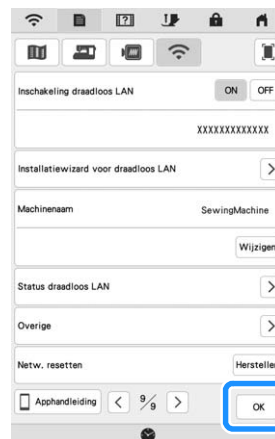 Inschakeling draadloos LAN ON OFF
XXXXXXXXXXXXX
Installatiewizard voor draadloos LAN
Machinenaam SewingMachine
Wijzigen
Status draadloos LAN
Overige
Netw. resetten Herstellen
Apphandleiding 9/9 OK